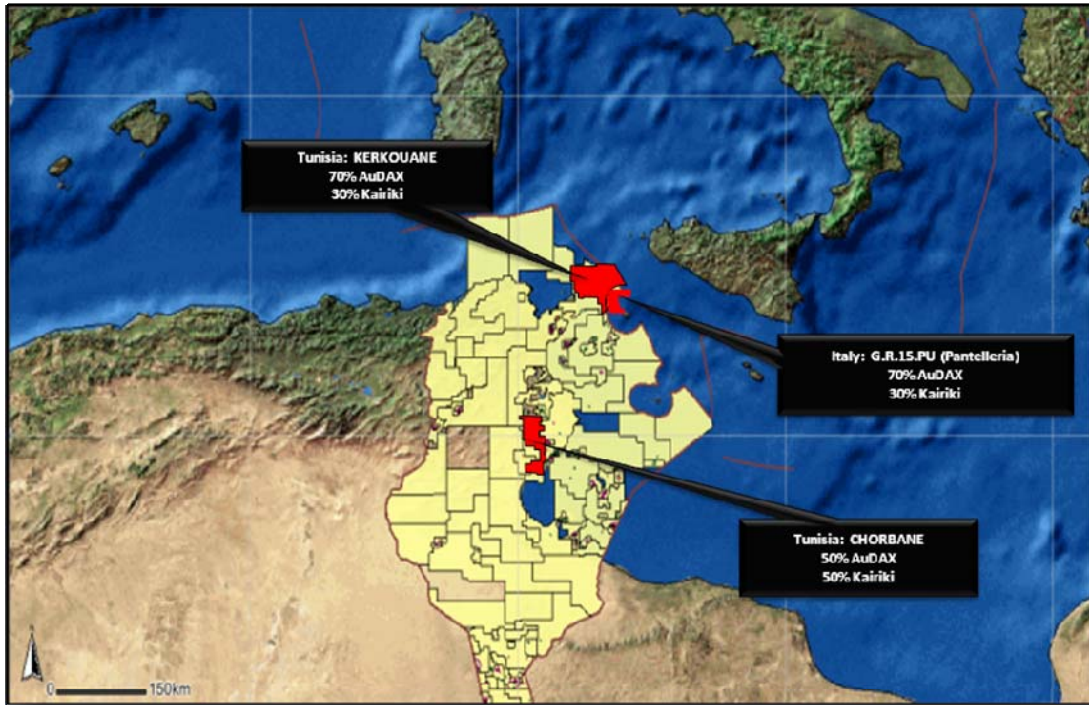 Tunisia: KERKOUANE
70% AuDAX
30% Kairiki
Italy: G.R.15.PU (Pantelleria)
70% AuDAX
30% Kairiki
Tunisia: CHORBANE
50% AuDAX
50% Kairiki
0 150km